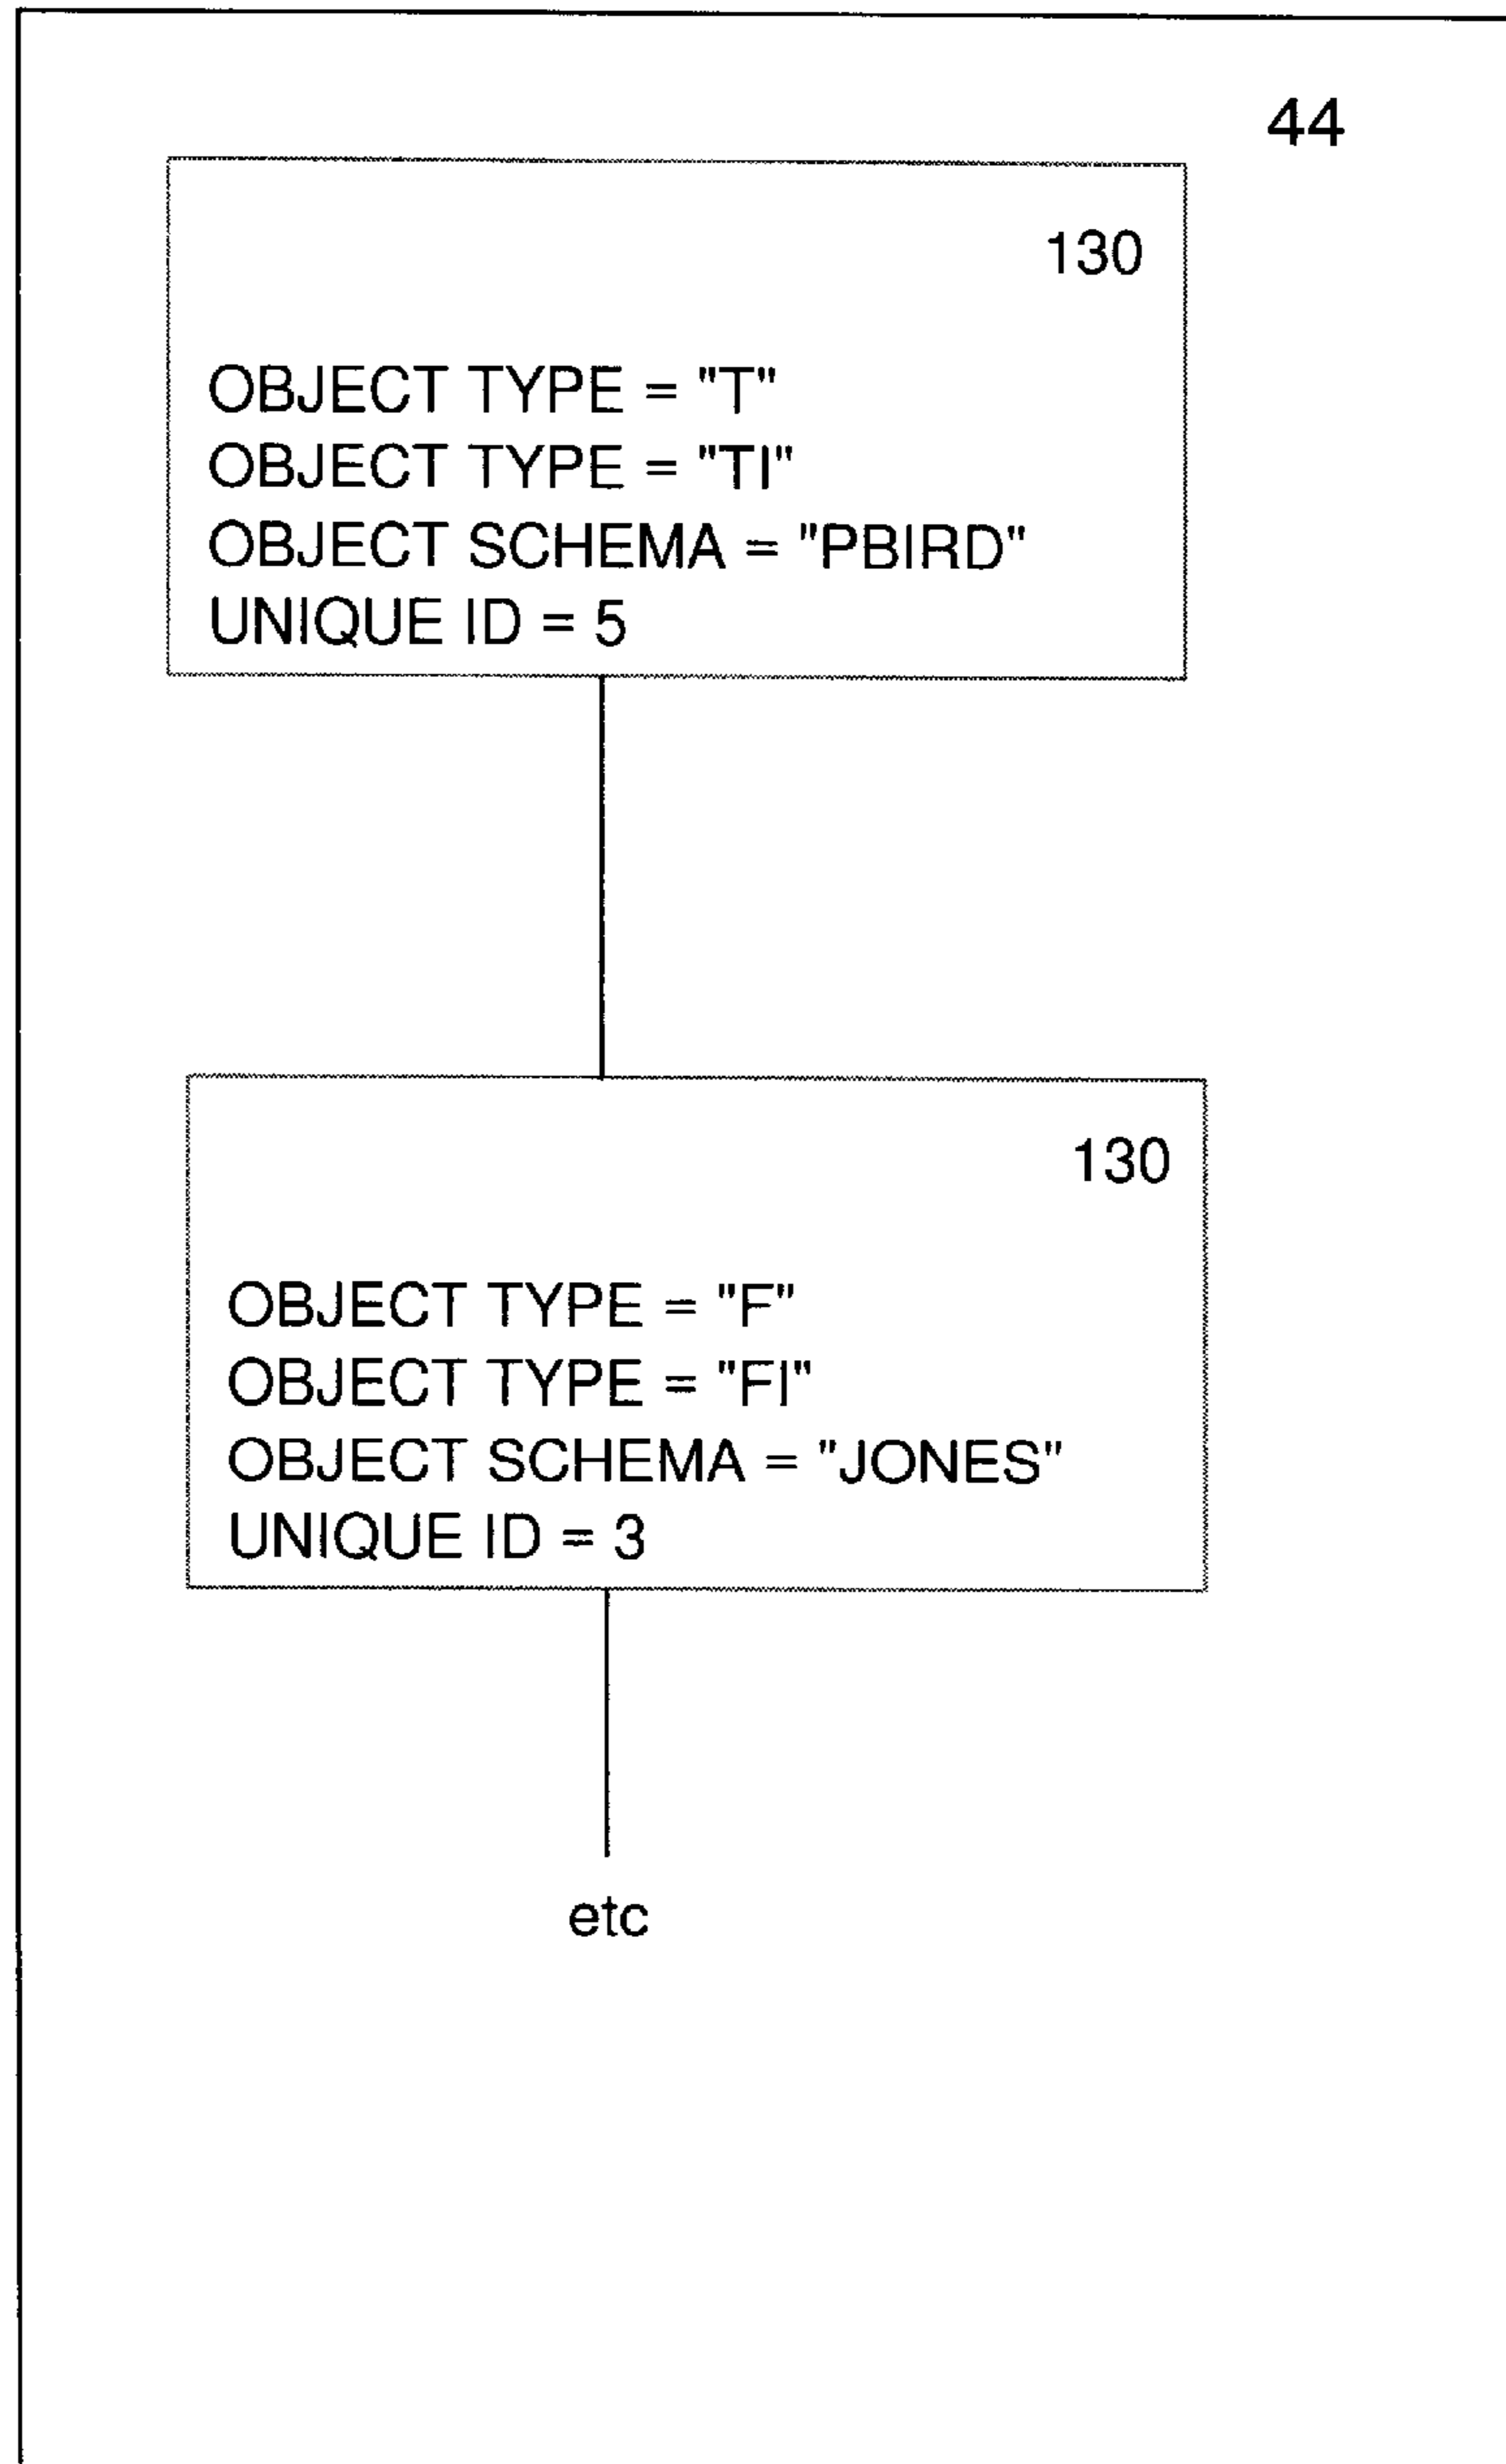 44
130
OBJECT TYPE = "T"
OBJECT TYPE = "TI"
OBJECT SCHEMA = "PBIRD"
UNIQUE ID = 5
130
OBJECT TYPE = "F"
OBJECT TYPE = "FI"
OBJECT SCHEMA = "JONES"
UNIQUE ID = 3
etc